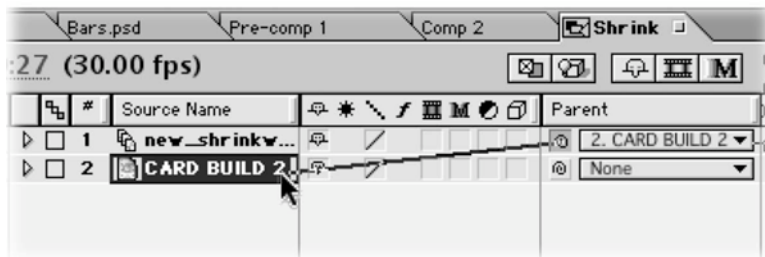 Bars.psd Pre-comp 1 Comp 2 Shrink
:27 (30.00 fps) M
# Source Name M Parent
1 new_shrinkw... 2. CARD BUILD 2
2 CARD BUILD 2 None